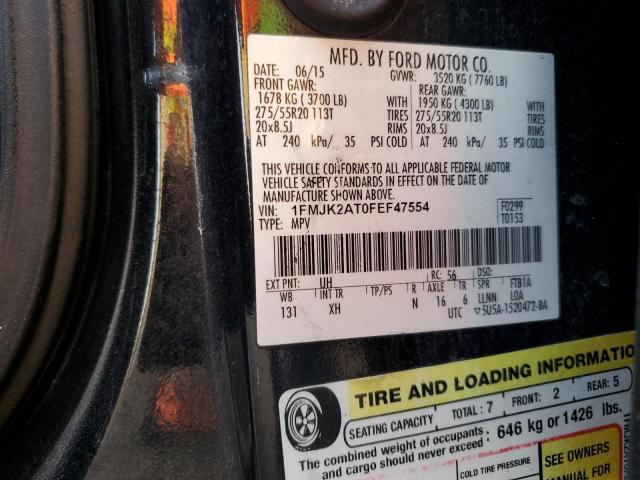 MFD. BY FORD MOTOR CO.
DATE: 06/15 GVWR: 3520 KG ( 7760 LB)
FRONT GAWR: REAR GAWR:
1678 KG ( 3700 LB) WITH 1950 KG ( 4300 LB) WITH
275/55R20 113T TIRES 275/55R20 113T TIRES
20x8.5J RIMS 20x8.5J RIMS
AT 240 kPa/ 35 PSI COLD AT 240 kPa/ 35 PSI COLD
THIS VEHICLE CONFORMS TO ALL APPLICABLE FEDERAL MOTOR
VEHICLE SAFETY STANDARDS IN EFFECT ON THE DATE OF
MANUFACTURE SHOWN ABOVE.
VIN: 1FMJK2AT0FEF47554 F0299
TYPE: MPV T0153
EXT PNT: UH RC: 56 DSO:
WB INT TR TP/PS R AXLE TR SPR FTB1A
131 XH N 16 6 LLNN LOA
UTC ▽5U5A-1520472-BA
TIRE AND LOADING INFORMATIO
SEATING CAPACITY TOTAL: 7 FRONT: 2 REAR: 5
The combined weight of occupants
and cargo should never exceed : 646 kg or 1426 lbs.
COLD TIRE PRESSURE SEE OWNERS
MANUAL FOR